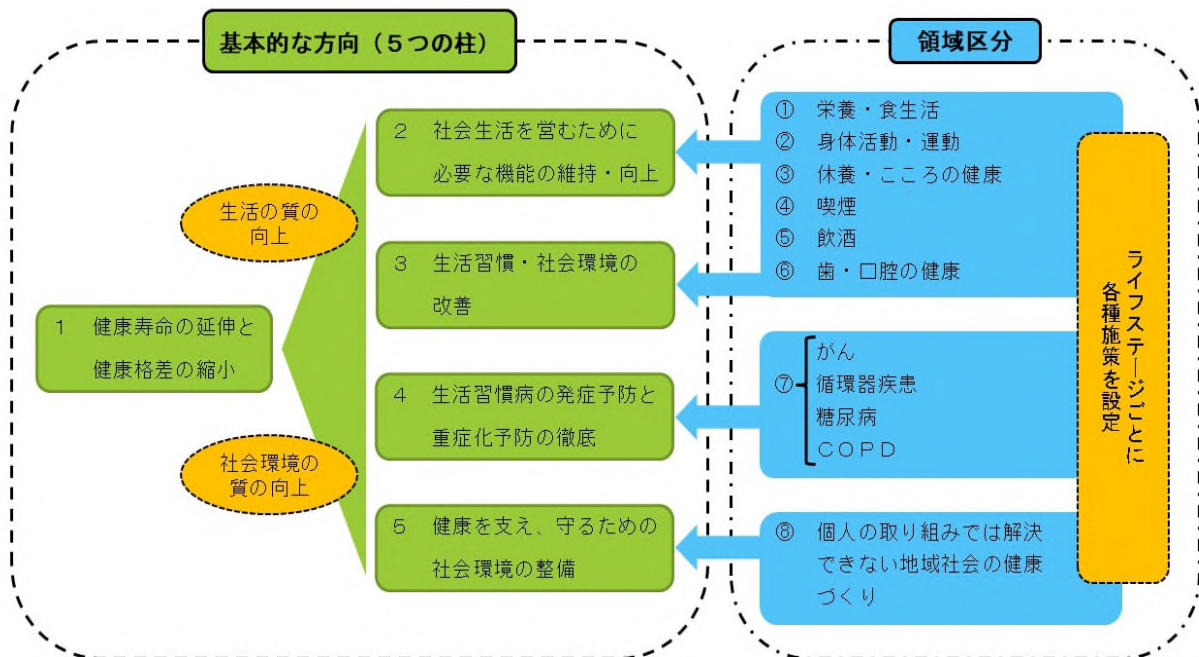 基本的な方向（５つの柱）
１　健康寿命の延伸と
健康格差の縮小
生活の質の
向上
社会環境の
質の向上
２　社会生活を営むために
必要な機能の維持・向上
３　生活習慣・社会環境の
改善
４　生活習慣病の発症予防と
重症化予防の徹底
５　健康を支え、守るための
社会環境の整備
領域区分
①　栄養・食生活
②　身体活動・運動
③　休養・こころの健康
④　喫煙
⑤　飲酒
⑥　歯・口腔の健康
⑦
がん
循環器疾患
糖尿病
ＣＯＰＤ
⑧　個人の取り組みでは解決
できない地域社会の健康
づくり
ライフステージごとに
各種施策を設定